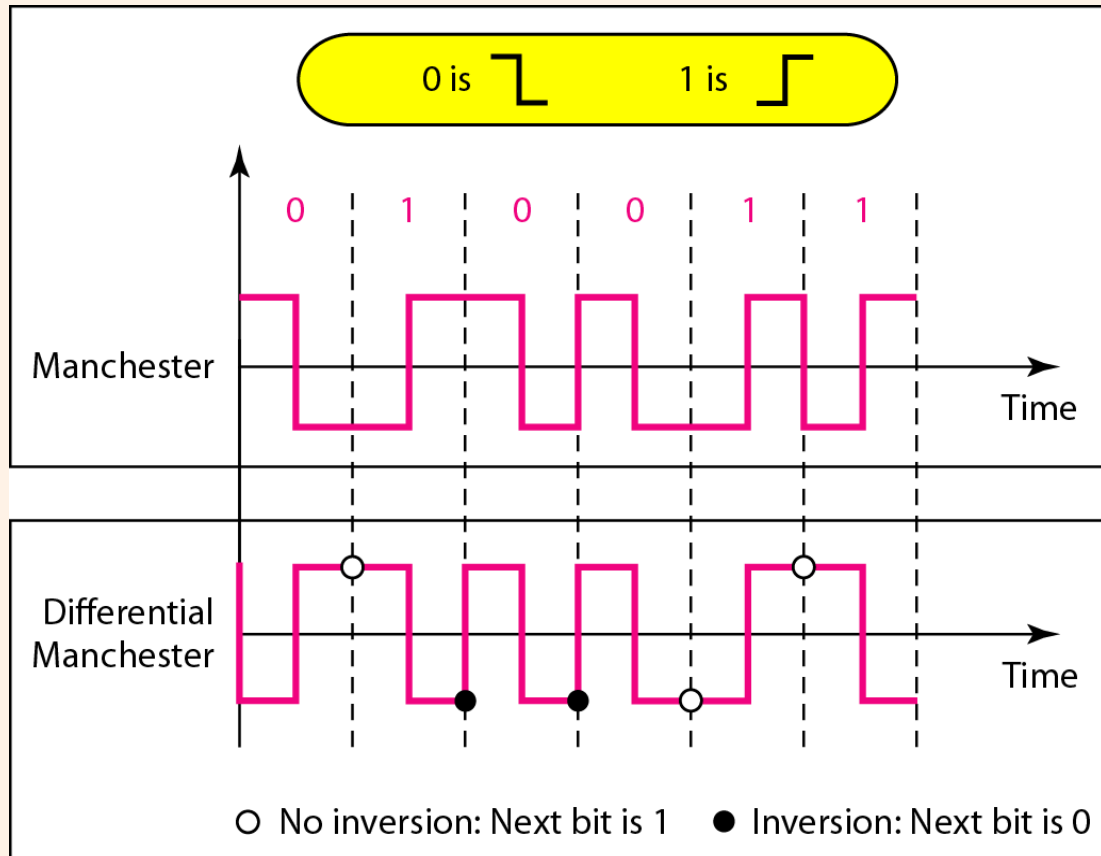 0 is 1 is
0 1 0 0 1 1
Manchester
Time
Differential
Manchester
Time
No inversion: Next bit is 1 Inversion: Next bit is 0